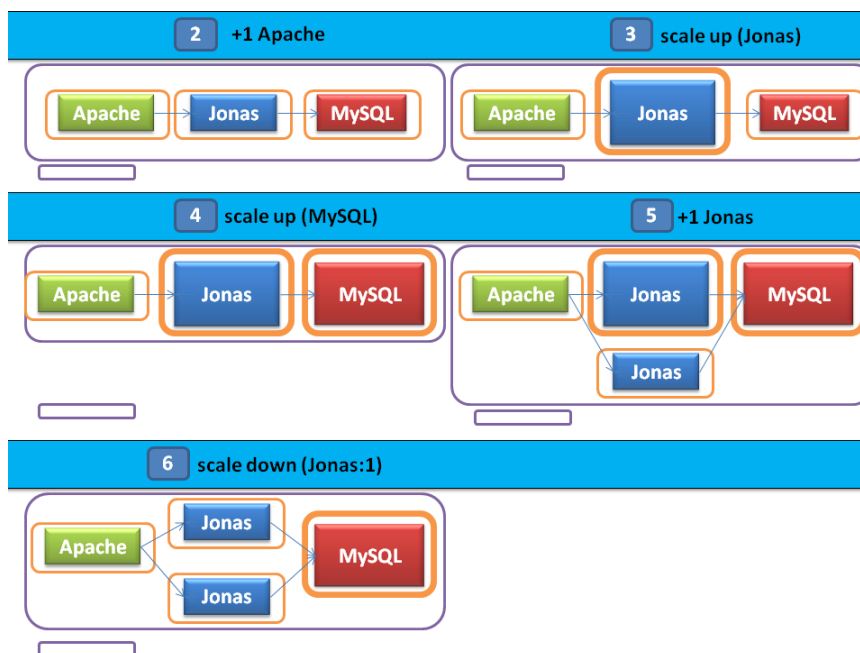 2 +1 Apache
3 scale up (Jonas)
Apache Jonas MySQL
Apache Jonas MySQL
4 scale up (MySQL)
5 +1 Jonas
Apache Jonas MySQL
Apache Jonas MySQL
Jonas
6 scale down (Jonas:1)
Jonas
Apache
MySQL
Jonas